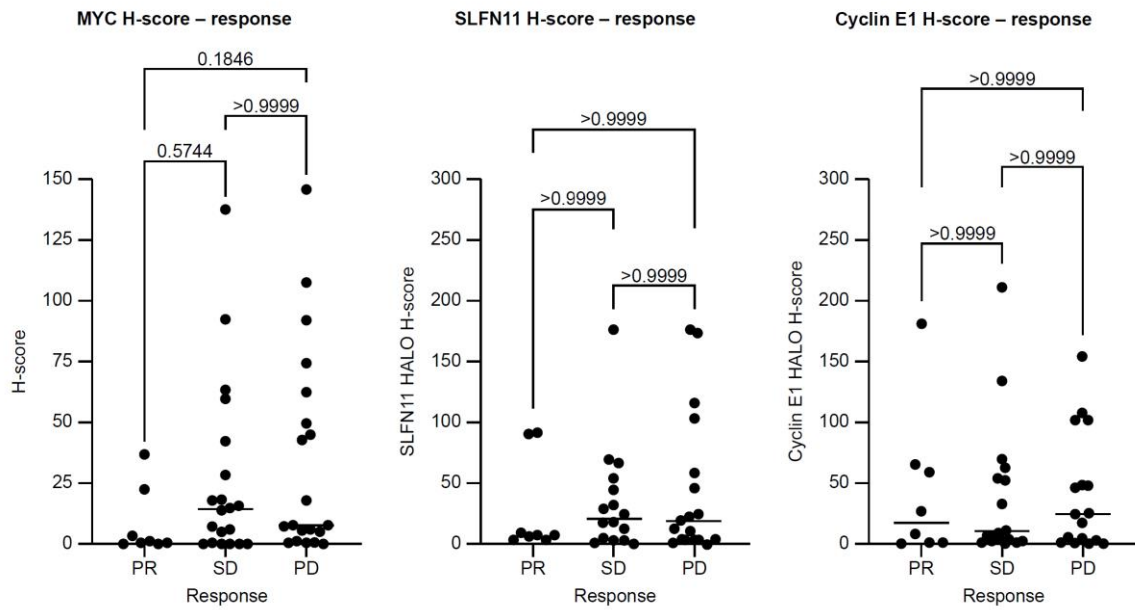 MYC H-score – response
0.1846
>0.9999
0.5744
150
125
100
75
50
25
0
H-score
PR
SD
PD
Response
SLFN11 H-score – response
>0.9999
>0.9999
>0.9999
300
250
200
150
100
50
0
SLFN11 HALO H-score
PR
SD
PD
Response
Cyclin E1 H-score – response
>0.9999
>0.9999
>0.9999
300
250
200
150
100
50
0
Cyclin E1 HALO H-score
PR
SD
PD
Response